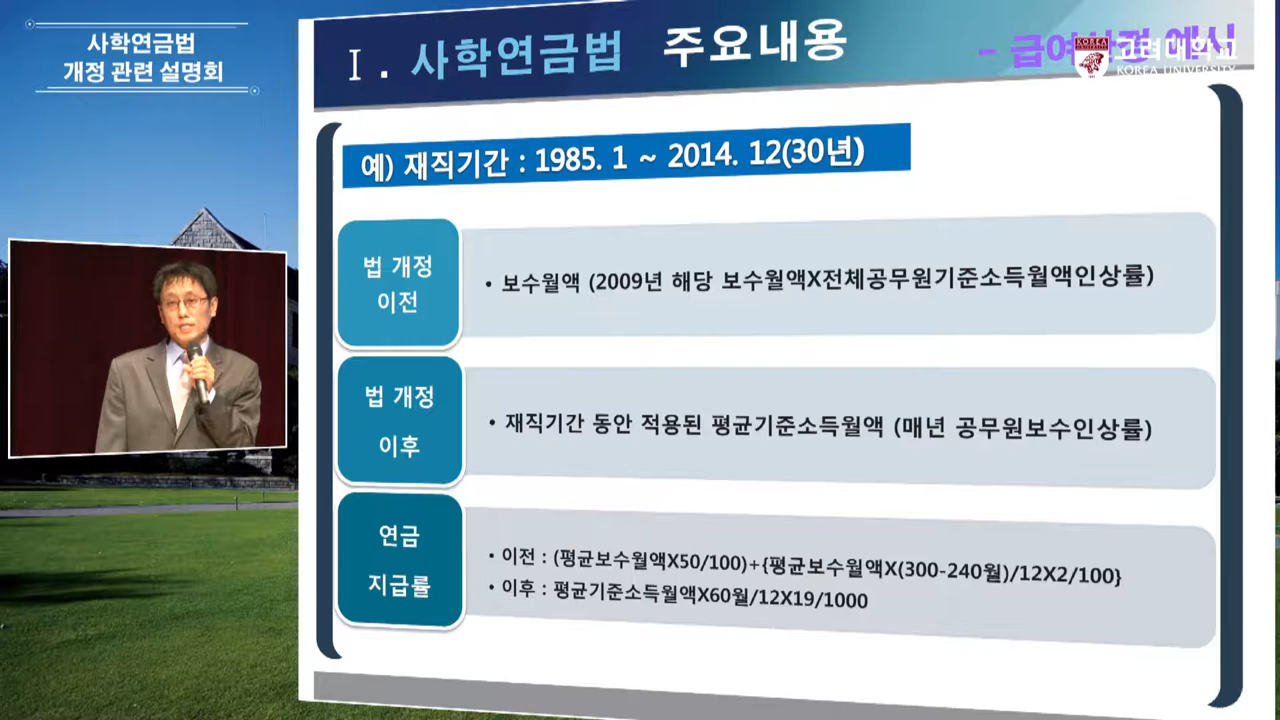 사학연금법
개정 관련 설명회
Ⅰ. 사학연금법 주요내용
KOREA
고려대학교
KOREA UNIVERSITY
예) 재직기간 : 1985. 1 ~ 2014. 12(30년)
법 개정
이전
• 보수월액 (2009년 해당 보수월액X전체공무원기준소득월액인상률)
법 개정
이후
• 재직기간 동안 적용된 평균기준소득월액 (매년 공무원보수인상률)
연금
지급률
• 이전 : (평균보수월액X50/100)+{평균보수월액X(300-240월)/12X2/100}
• 이후 : 평균기준소득월액X60월/12X19/1000